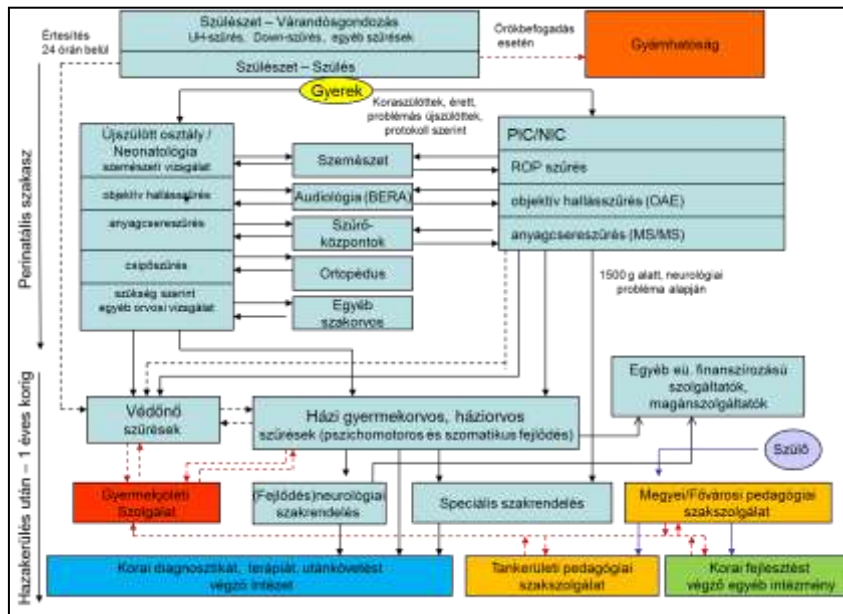 Szülészet – Várandósgondozás
UH-szűrés, Down-szűrés, egyéb szűrések
Szülészet – Szülés
Értesítés
24 órán belül
Örökbefogadás
esetén
Gyámhatóság
Gyerek
Koraszülöttek, érett,
problémás újszülöttek,
protokoll szerint
Perinatális szakasz
Újszülött osztály /
Neonatológia
szemészeti vizsgálat
objektív hallásszűrés
anyagcsereszűrés
csípőszűrés
szükség szerint
egyéb orvosi vizsgálat
Szemészet
Audiológia (BERA)
Szűrő-
központok
Ortopédus
Egyéb
szakorvos
PIC/NIC
ROP szűrés
objektív hallásszűrés (OAE)
anyagcsereszűrés (MS/MS)
1500 g alatt, neurológiai
probléma alapján
Hazakerülés után – 1 éves korig
Védőnő
szűrések
Házi gyermekorvos, háziorvos
szűrések (pszichomotoros és szomatikus fejlődés)
Egyéb eü. finanszírozású
szolgáltatók,
magánszolgáltatók
Szülő
Gyermekjóléti
Szolgálat
(Fejlődés)neurológiai
szakrendelés
Speciális szakrendelés
Megyei/Fővárosi pedagógiai
szakszolgálat
Korai diagnosztikát, terápiát, utánkövetést
végző intézet
Tankerületi pedagógiai
szakszolgálat
Korai fejlesztést
végző egyéb intézmény